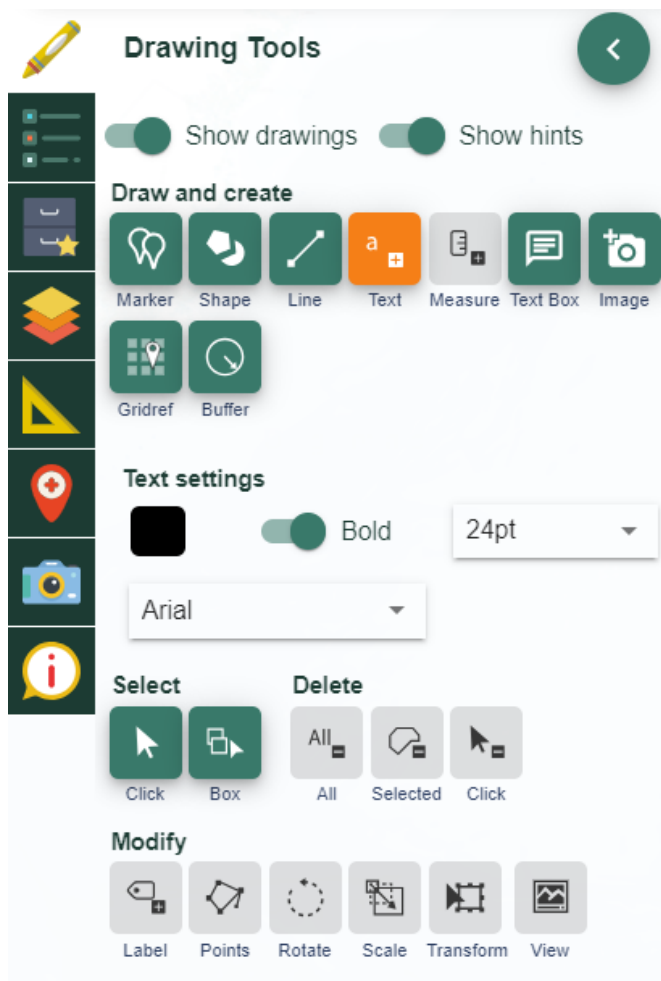 Drawing Tools
Show drawings Show hints
Draw and create
a
Marker Shape Line Text Measure Text Box Image
Gridref Buffer
Text settings
Bold 24pt
Arial
Select Delete
All
Click Box All Selected Click
Modify
Label Points Rotate Scale Transform View